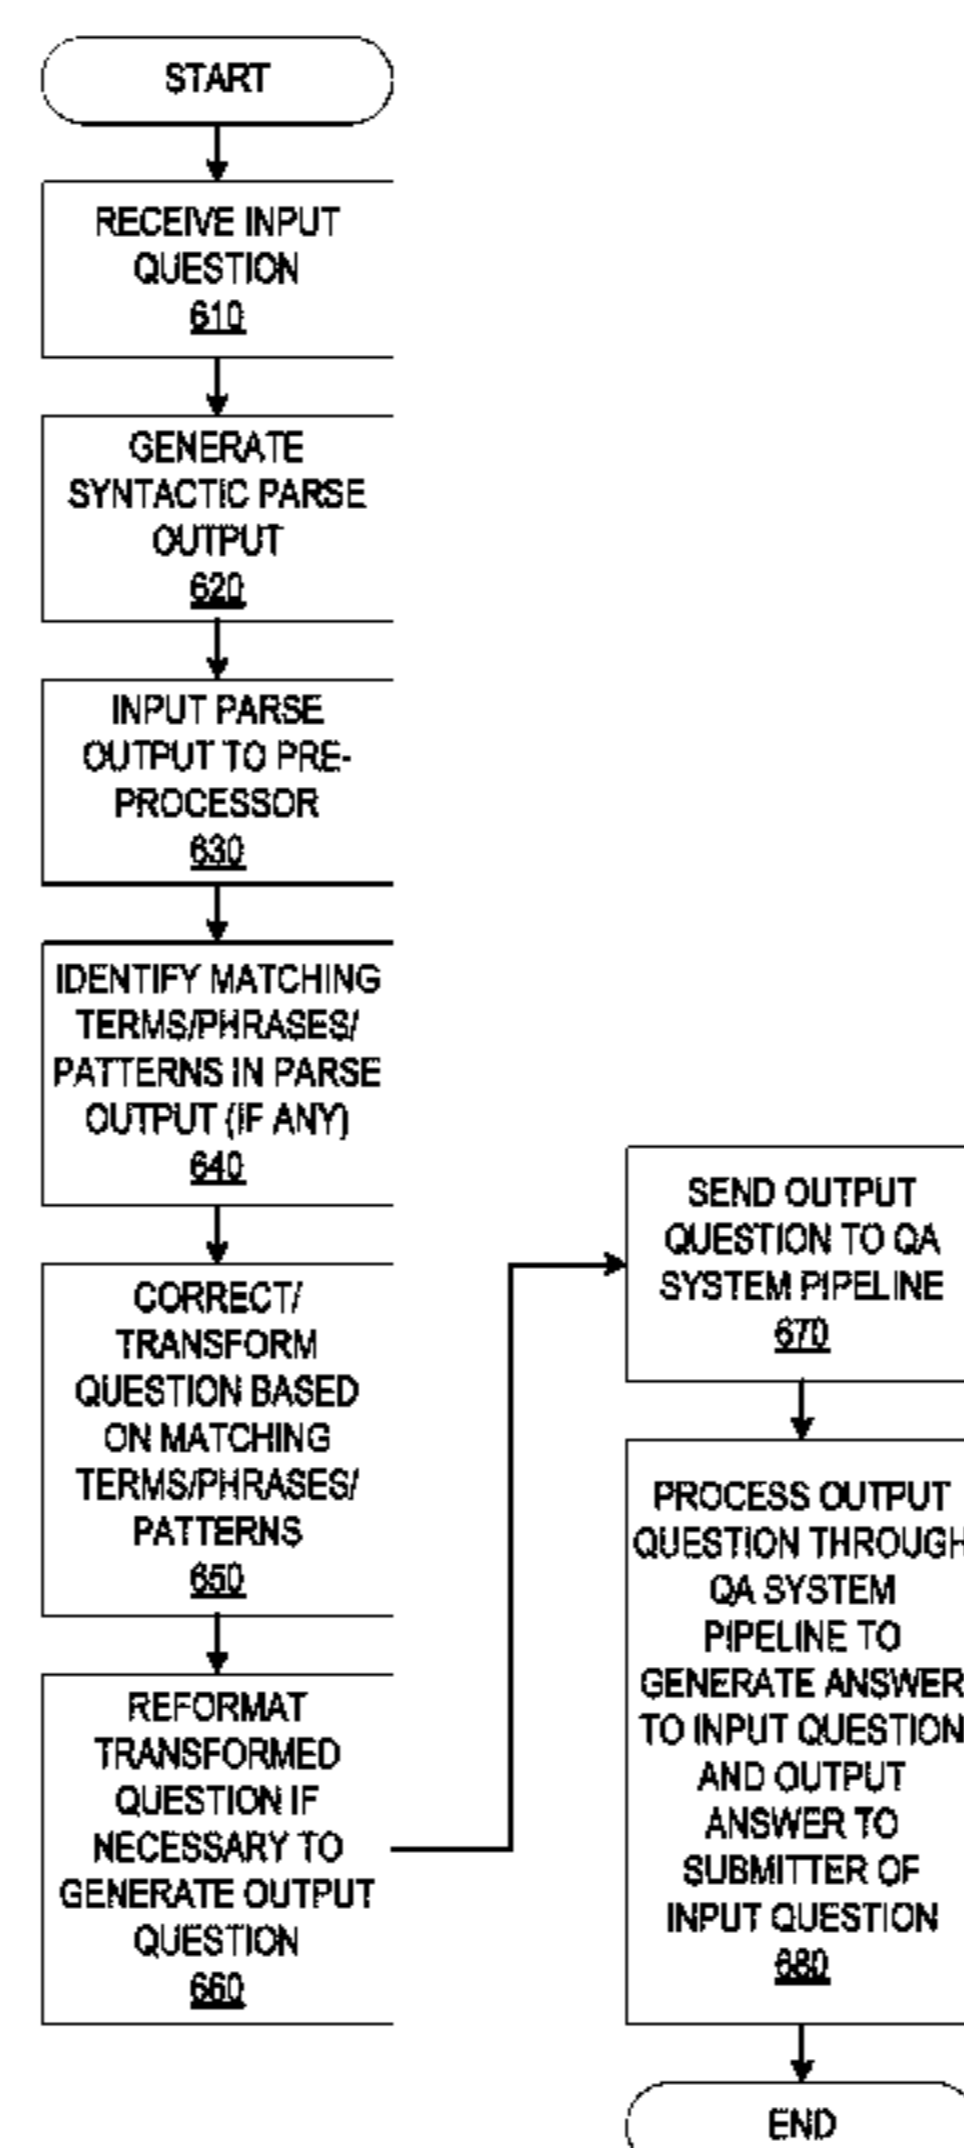 START
RECEIVE INPUT
QUESTION
610
GENERATE
SYNTACTIC PARSE
OUTPUT
620
INPUT PARSE
OUTPUT TO PRE-
PROCESSOR
630
IDENTIFY MATCHING
TERMS/PHRASES/
PATTERNS IN PARSE
OUTPUT (IF ANY)
640
CORRECT/
TRANSFORM
QUESTION BASED
ON MATCHING
TERMS/PHRASES/
PATTERNS
650
REFORMAT
TRANSFORMED
QUESTION IF
NECESSARY TO
GENERATE OUTPUT
QUESTION
660
SEND OUTPUT
QUESTION TO QA
SYSTEM PIPELINE
670
PROCESS OUTPUT
QUESTION THROUGH
QA SYSTEM
PIPELINE TO
GENERATE ANSWER
TO INPUT QUESTION
AND OUTPUT
ANSWER TO
SUBMITTER OF
INPUT QUESTION
680
END